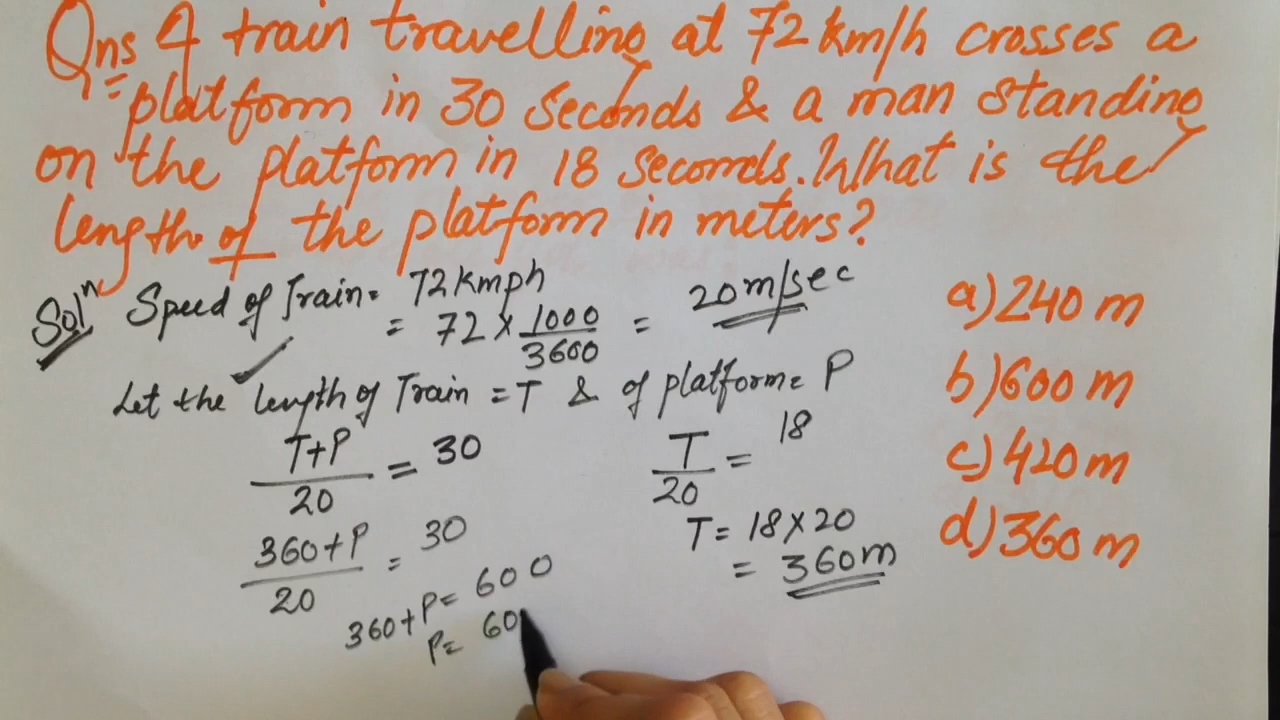 Qns A train travelling at 72 km/h crosses a
platform in 30 seconds & a man standing
on the platform in 18 seconds. What is the
length of the platform in meters?
Solⁿ Speed of Train = 72 kmph
= 72 × 1000/3600 = 20 m/sec
Let the length of Train = T & of platform = P
T+P/20 = 30
360+P/20 = 30
360+P = 600
P = 60
T/20 = 18
T = 18 × 20
= 360m
a) 240 m
b) 600 m
c) 420 m
d) 360 m